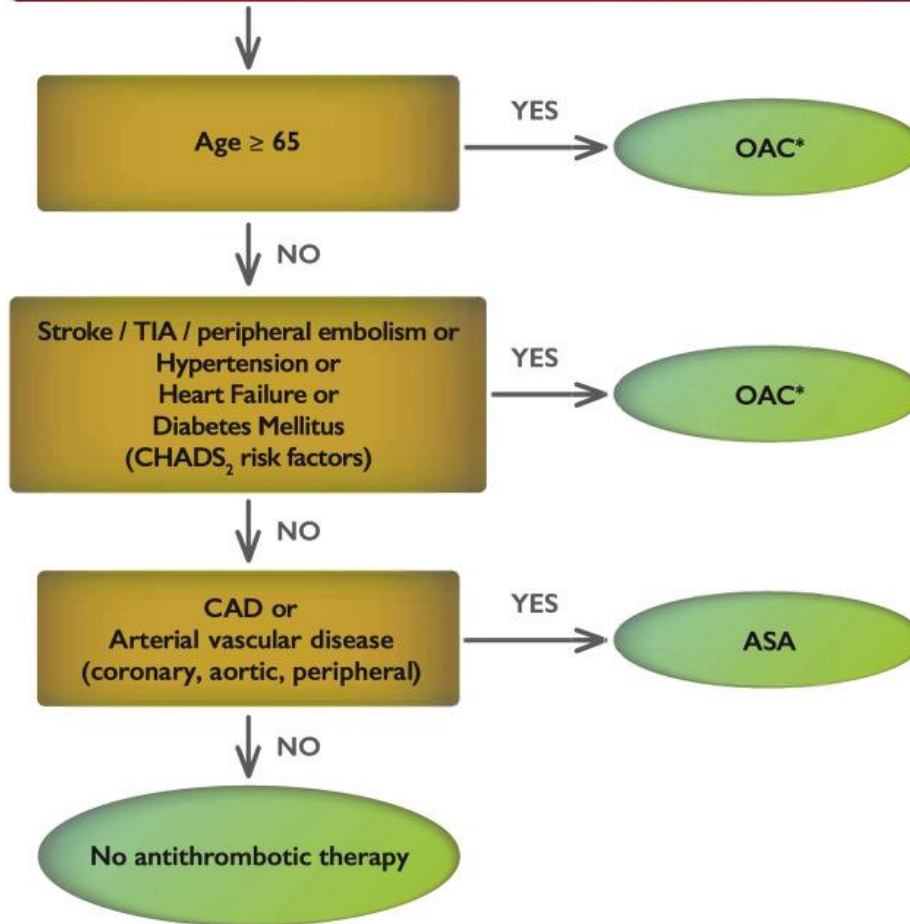 Age ≥ 65
YES
OAC*
NO
Stroke / TIA / peripheral embolism or
Hypertension or
Heart Failure or
Diabetes Mellitus
(CHADS₂ risk factors)
YES
OAC*
NO
CAD or
Arterial vascular disease
(coronary, aortic, peripheral)
YES
ASA
NO
No antithrombotic therapy